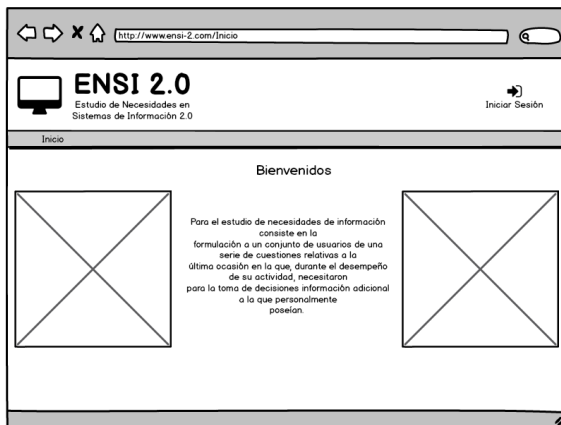 http://www.ensi-2.com/Inicio
ENSI 2.0
Estudio de Necesidades en
Sistemas de Información 2.0
Iniciar Sesión
Inicio
Bienvenidos
Para el estudio de necesidades de información
consiste en la
formulación a un conjunto de usuarios de una
serie de cuestiones relativas a la
última ocasión en la que, durante el desempeño
de su actividad, necesitaron
para la toma de decisiones información adicional
a la que personalmente
poseían.